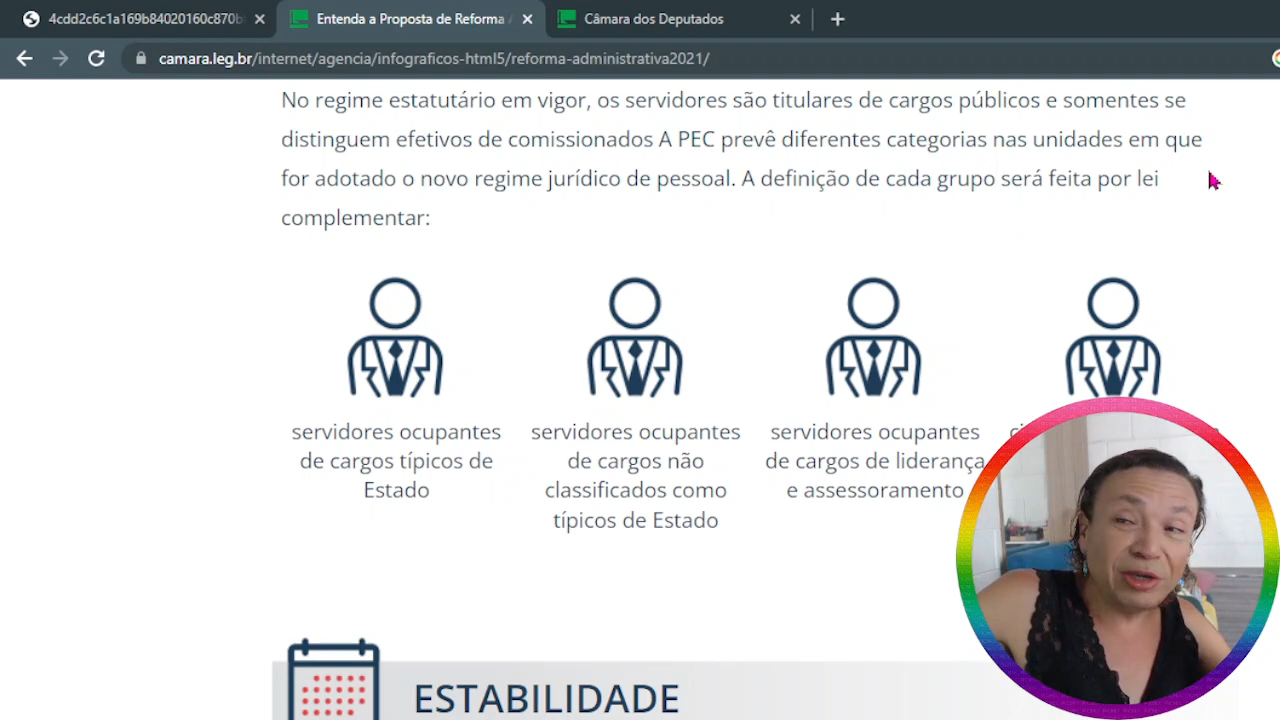 4cdd2c6c1a169b84020160c870b
Entenda a Proposta de Reforma
Câmara dos Deputados
camara.leg.br/internet/agencia/infograficos-html5/reforma-administrativa2021/
No regime estatutário em vigor, os servidores são titulares de cargos públicos e somentes se
distinguem efetivos de comissionados A PEC prevê diferentes categorias nas unidades em que
for adotado o novo regime jurídico de pessoal. A definição de cada grupo será feita por lei
complementar:
servidores ocupantes
de cargos típicos de
Estado
servidores ocupantes
de cargos não
classificados como
típicos de Estado
servidores ocupantes
de cargos de liderança
e assessoramento
ESTABILIDADE